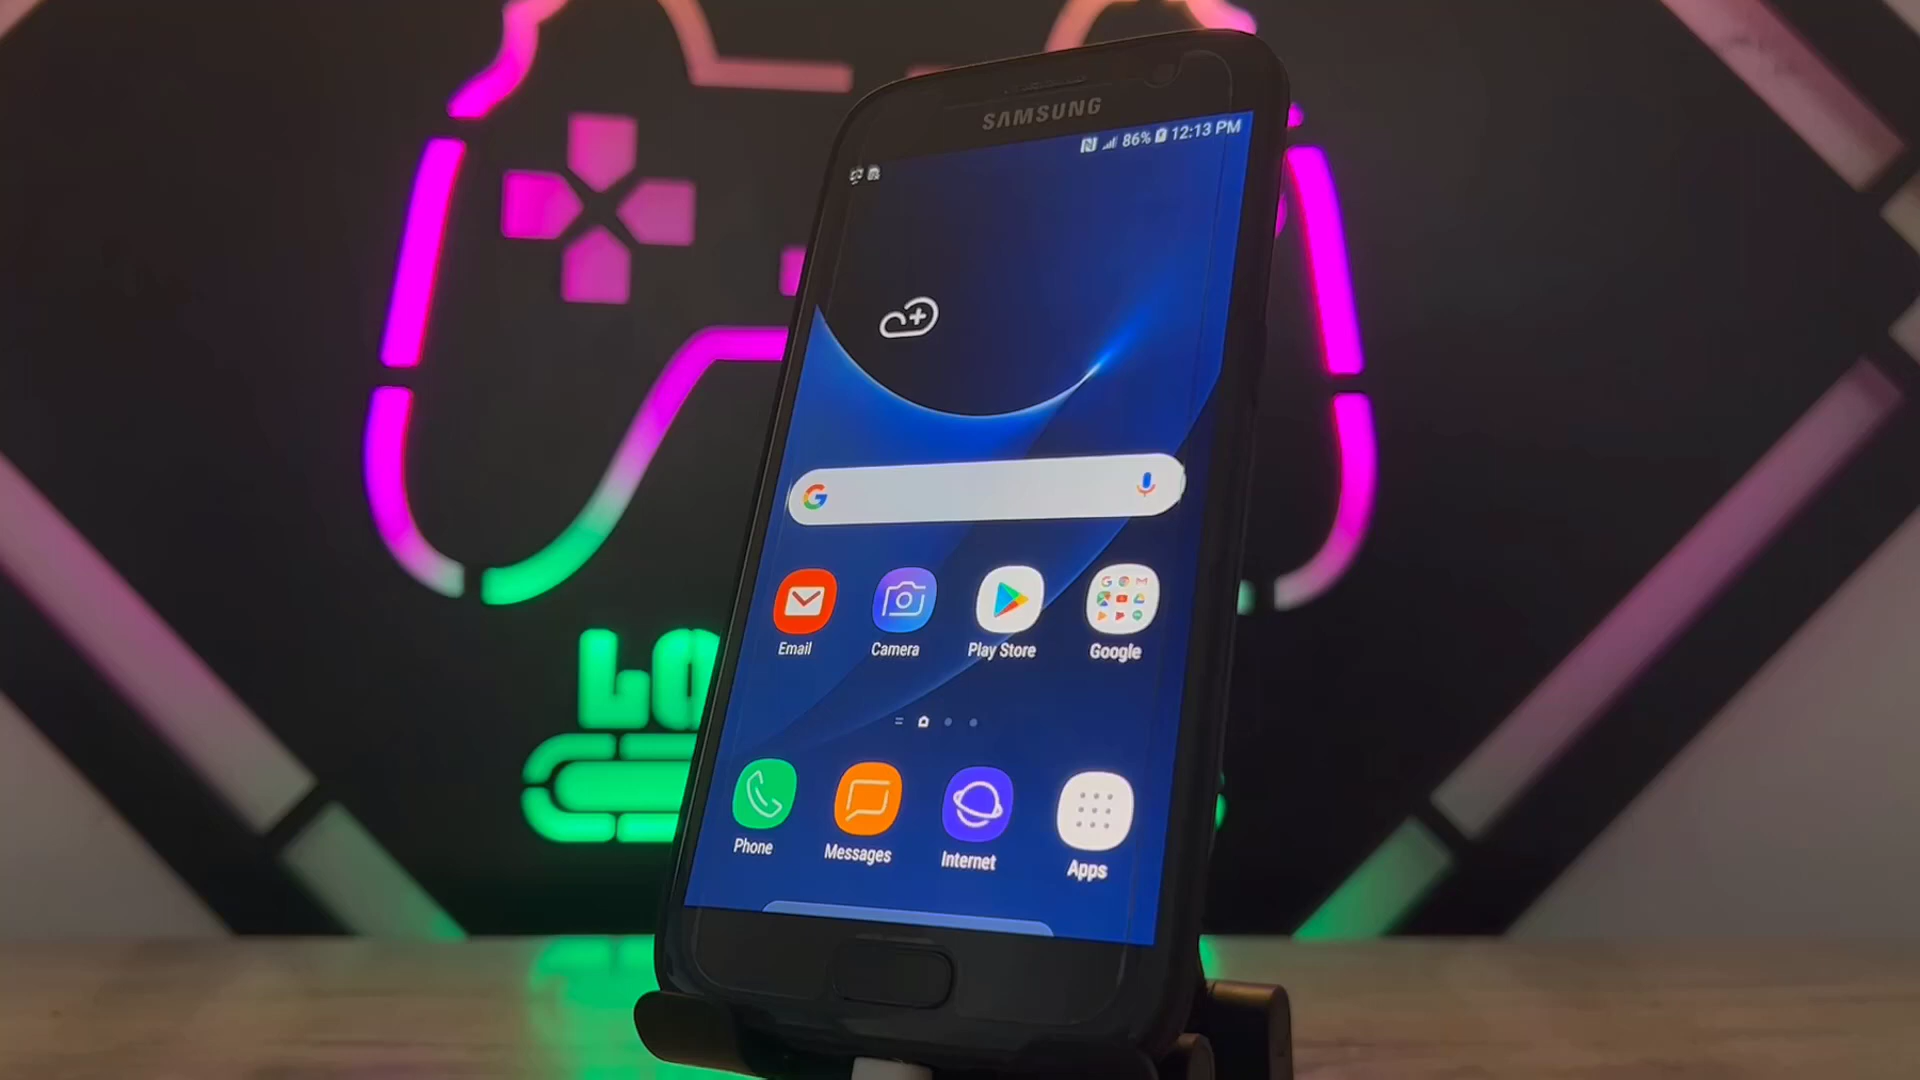 SAMSUNG
86% 12:13 PM
Email Camera Play Store Google
Phone Messages Internet Apps